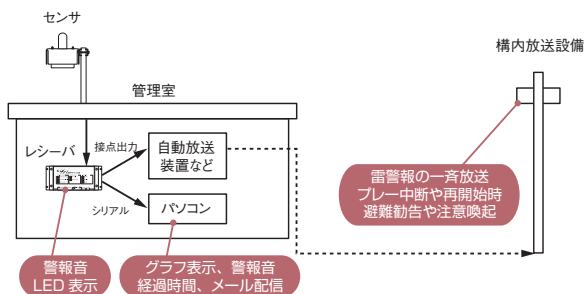 センサ
構内放送設備
管理室
レシーバ
接点出力
自動放送
装置など
シリアル
パソコン
雷警報の一斉放送
プレー中断や再開始時
避難勧告や注意喚起
警報音
LED 表示
グラフ表示、警報音
経過時間、メール配信